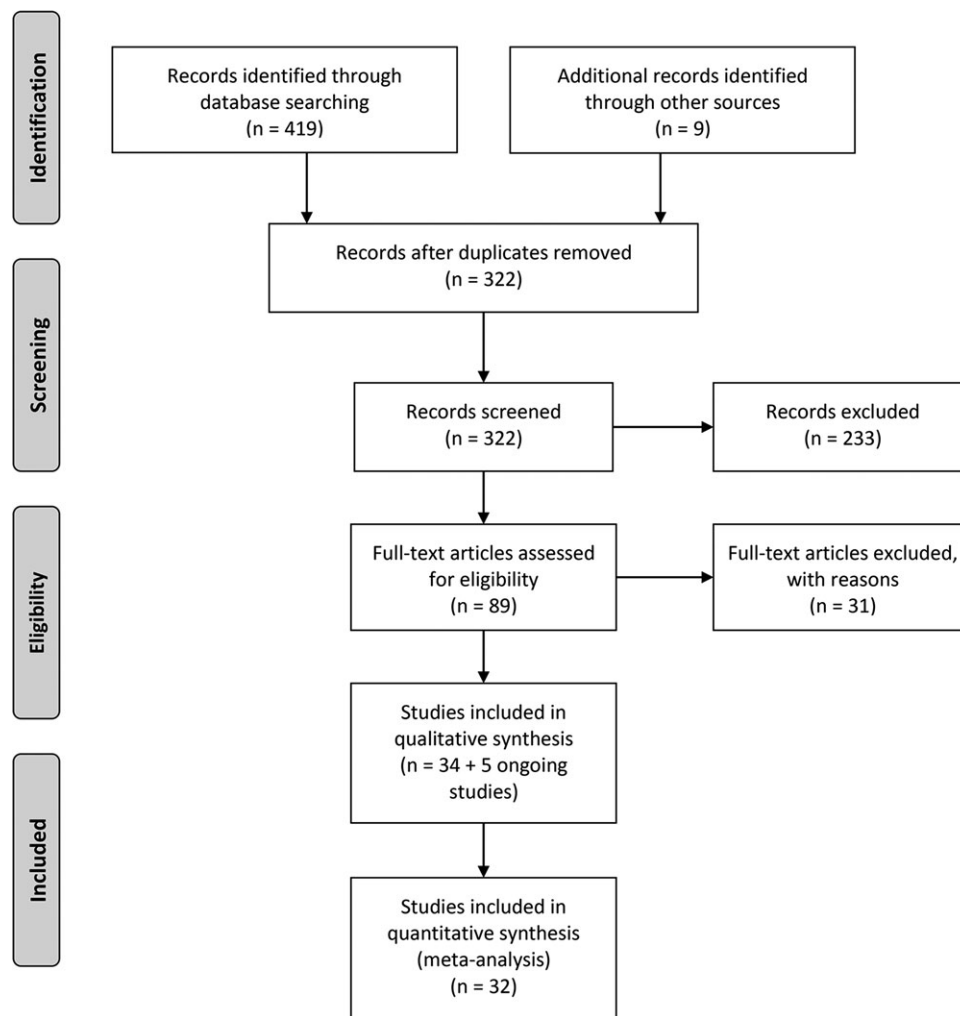 Identification
Records identified through
database searching
(n = 419)
Additional records identified
through other sources
(n = 9)
Records after duplicates removed
(n = 322)
Screening
Records screened
(n = 322)
Records excluded
(n = 233)
Eligibility
Full-text articles assessed
for eligibility
(n = 89)
Full-text articles excluded,
with reasons
(n = 31)
Studies included in
qualitative synthesis
(n = 34 + 5 ongoing
studies)
Included
Studies included in
quantitative synthesis
(meta-analysis)
(n = 32)